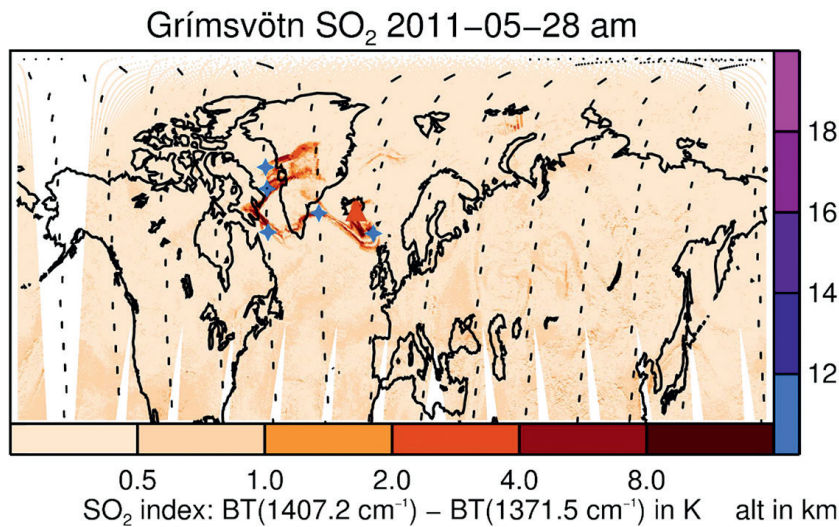 Grímsvötn SO₂ 2011−05−28 am
18
16
14
12
0.5 1.0 2.0 4.0 8.0
SO₂ index: BT(1407.2 cm⁻¹) − BT(1371.5 cm⁻¹) in K alt in km